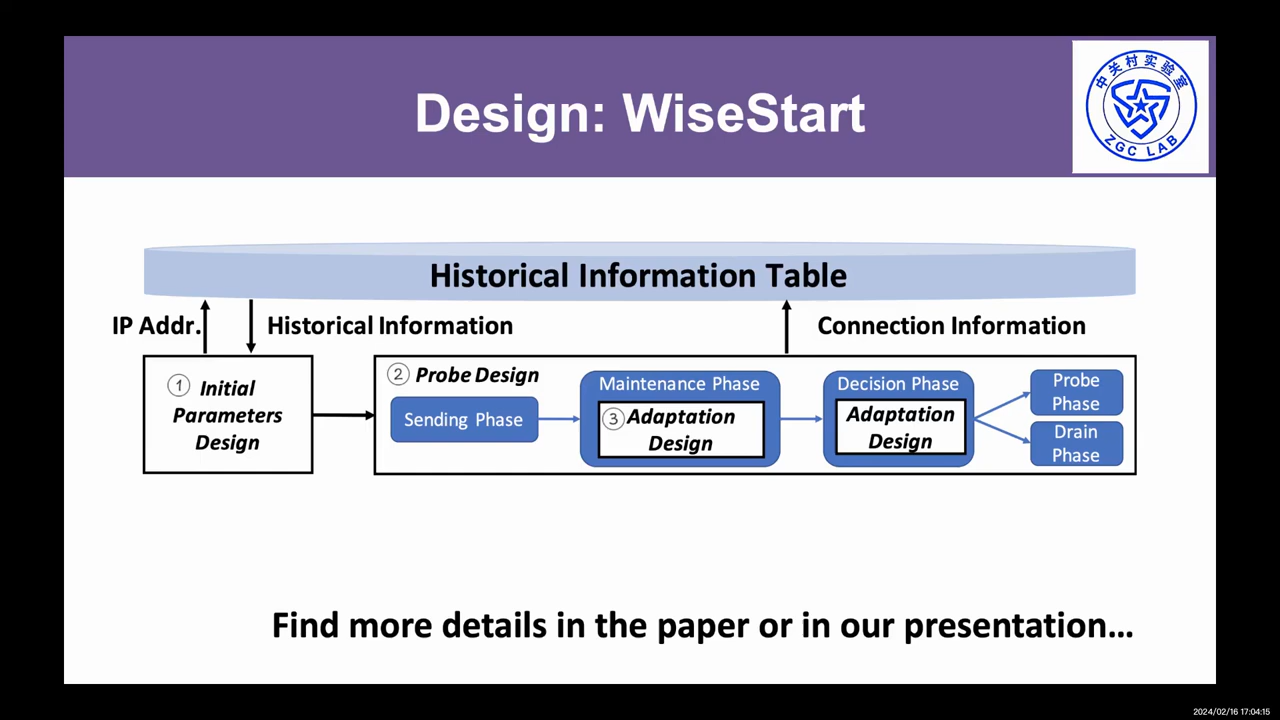 Design: WiseStart
中关村实验室
ZGC LAB
Historical Information Table
IP Addr.
Historical Information
Connection Information
① Initial
Parameters
Design
② Probe Design
Sending Phase
Maintenance Phase
③ Adaptation
Design
Decision Phase
Adaptation
Design
Probe
Phase
Drain
Phase
Find more details in the paper or in our presentation...
2024/02/16 17:04:15